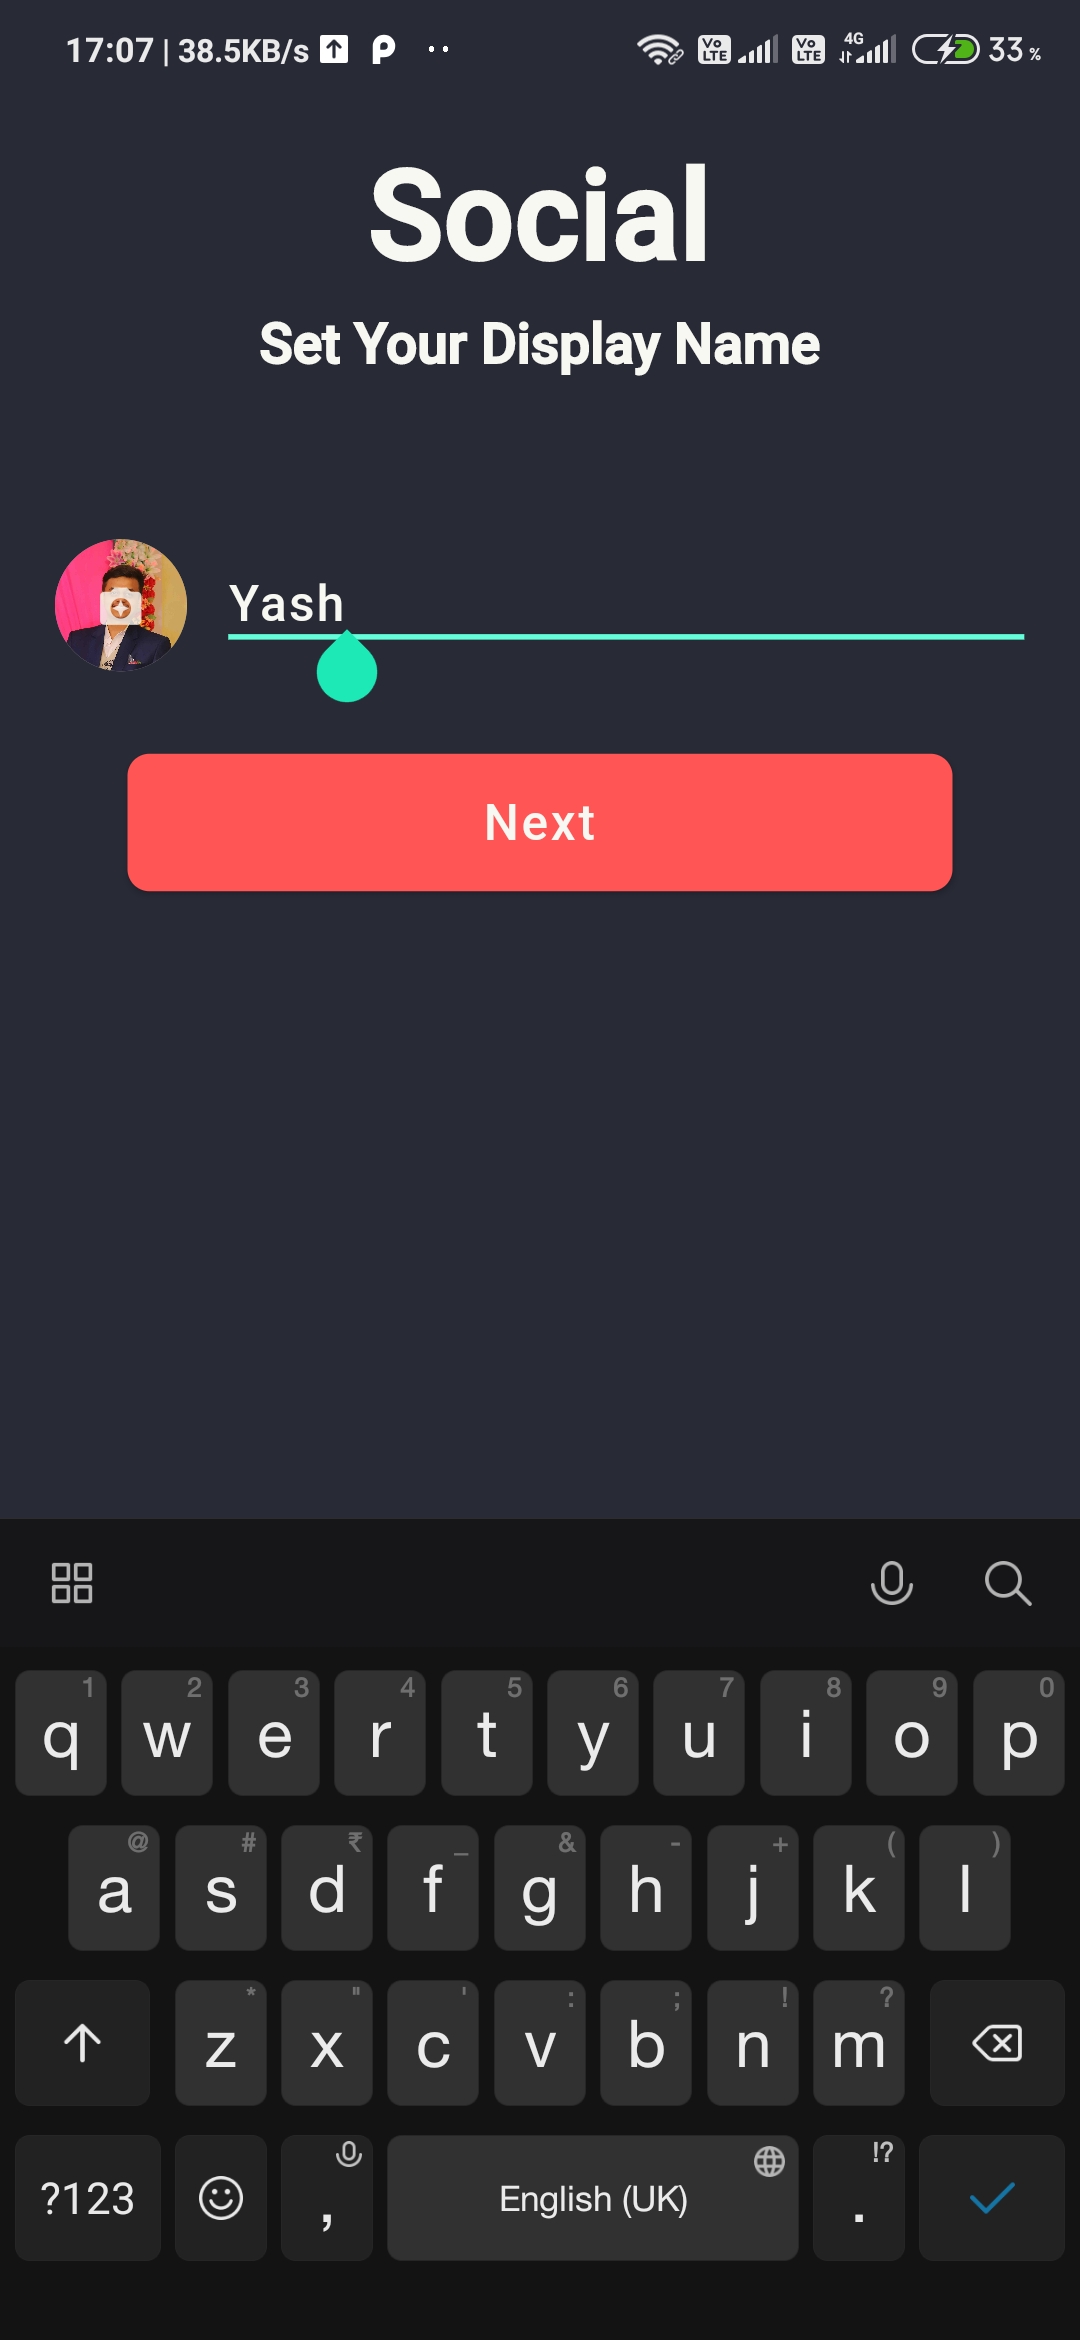 17:07 | 38.5KB/s Vo LTE Vo LTE 4G 33 %
Social
Set Your Display Name
Yash
Next
1 2 3 4 5 6 7 8 9 0
q w e r t y u i o p
@ # ₹ _ & - + ( )
a s d f g h j k l
* " ' : ; ! ?
z x c v b n m
!?
?123 , English (UK) .